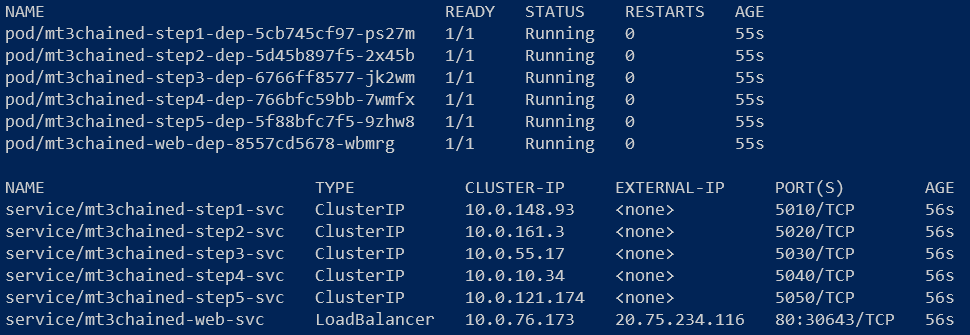 NAME READY STATUS RESTARTS AGE
pod/mt3chained-step1-dep-5cb745cf97-ps27m 1/1 Running 0 55s
pod/mt3chained-step2-dep-5d45b897f5-2x45b 1/1 Running 0 55s
pod/mt3chained-step3-dep-6766ff8577-jk2wm 1/1 Running 0 55s
pod/mt3chained-step4-dep-766bfc59bb-7wmfx 1/1 Running 0 55s
pod/mt3chained-step5-dep-5f88bfc7f5-9zhw8 1/1 Running 0 55s
pod/mt3chained-web-dep-8557cd5678-wbmrg 1/1 Running 0 55s
NAME TYPE CLUSTER-IP EXTERNAL-IP PORT(S) AGE
service/mt3chained-step1-svc ClusterIP 10.0.148.93 <none> 5010/TCP 56s
service/mt3chained-step2-svc ClusterIP 10.0.161.3 <none> 5020/TCP 56s
service/mt3chained-step3-svc ClusterIP 10.0.55.17 <none> 5030/TCP 56s
service/mt3chained-step4-svc ClusterIP 10.0.10.34 <none> 5040/TCP 56s
service/mt3chained-step5-svc ClusterIP 10.0.121.174 <none> 5050/TCP 56s
service/mt3chained-web-svc LoadBalancer 10.0.76.173 20.75.234.116 80:30643/TCP 56s